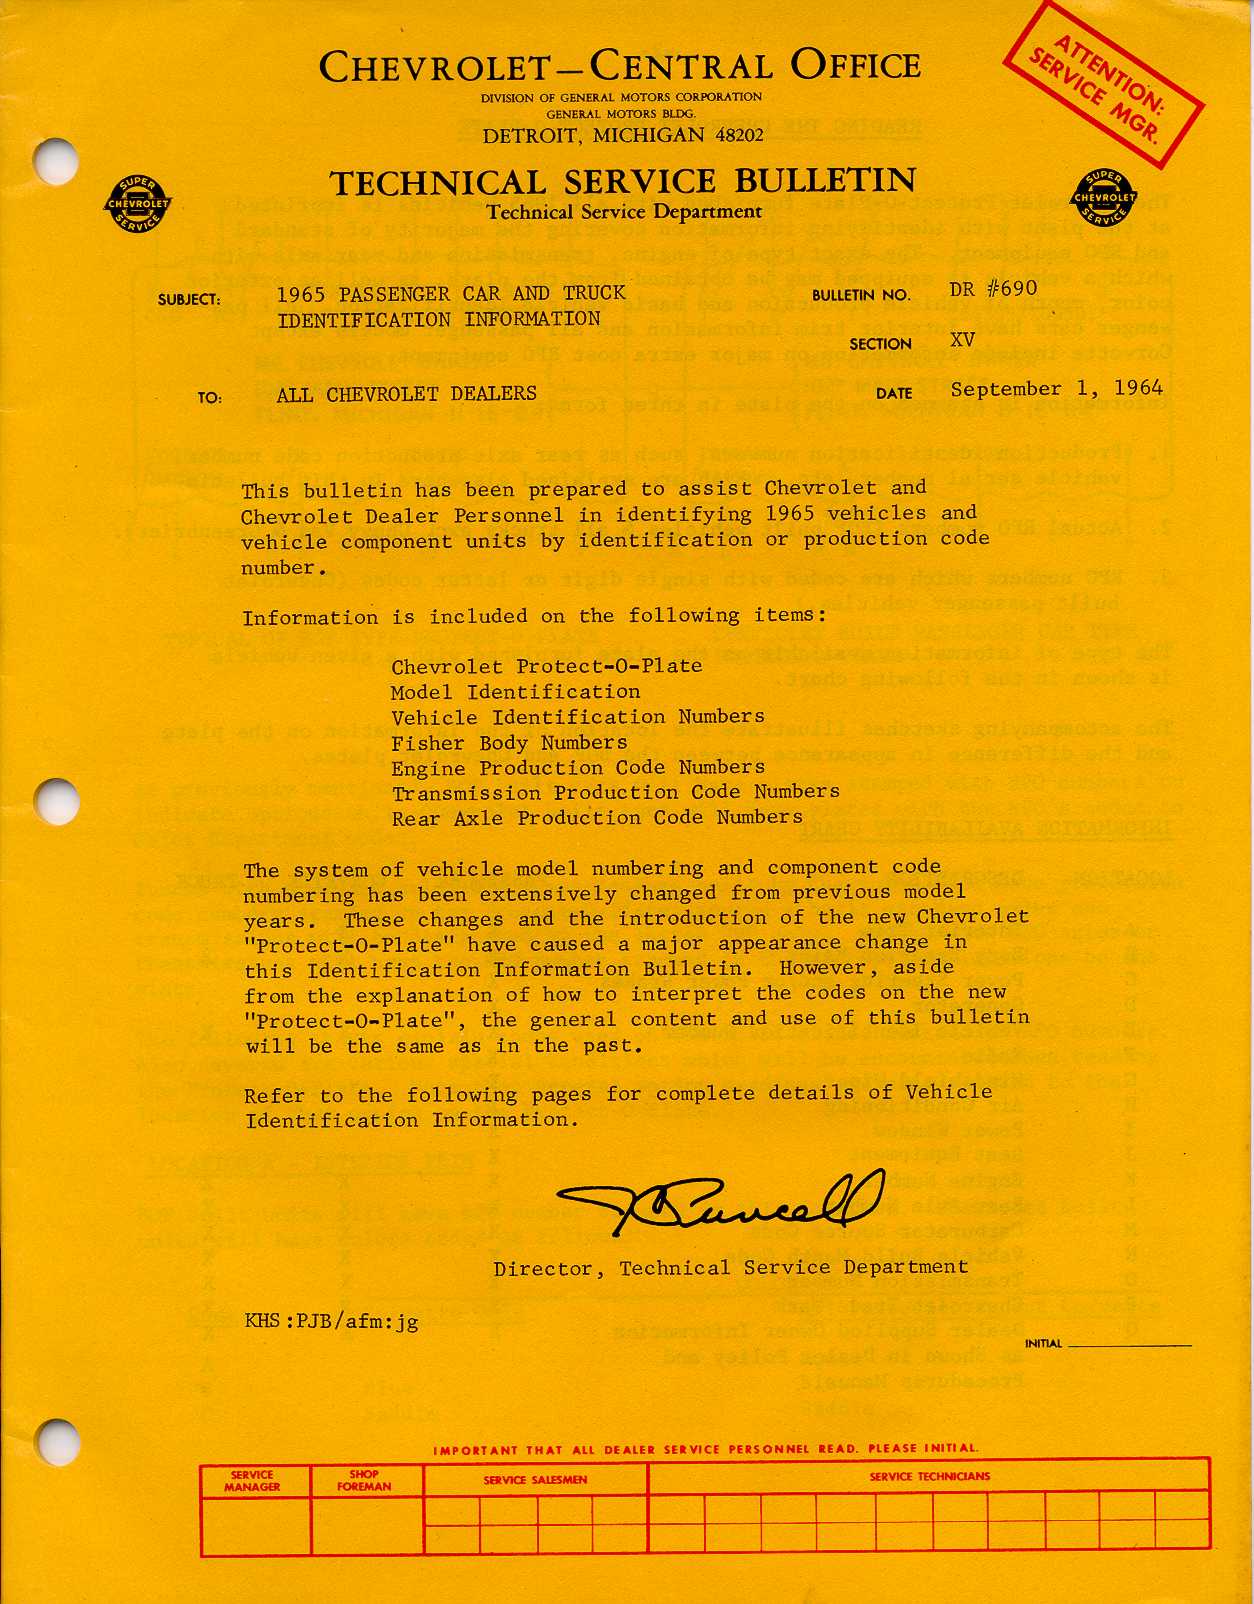 CHEVROLET—CENTRAL OFFICE
DIVISION OF GENERAL MOTORS CORPORATION
GENERAL MOTORS BLDG.
DETROIT, MICHIGAN 48202
ATTENTION:
SERVICE MGR.
TECHNICAL SERVICE BULLETIN
Technical Service Department
SUPER
CHEVROLET
SERVICE
SUPER
CHEVROLET
SERVICE
SUBJECT: 1965 PASSENGER CAR AND TRUCK
IDENTIFICATION INFORMATION
BULLETIN NO. DR #690
SECTION XV
TO: ALL CHEVROLET DEALERS
DATE September 1, 1964
This bulletin has been prepared to assist Chevrolet and
Chevrolet Dealer Personnel in identifying 1965 vehicles and
vehicle component units by identification or production code
number.
Information is included on the following items:
Chevrolet Protect-O-Plate
Model Identification
Vehicle Identification Numbers
Fisher Body Numbers
Engine Production Code Numbers
Transmission Production Code Numbers
Rear Axle Production Code Numbers
The system of vehicle model numbering and component code
numbering has been extensively changed from previous model
years. These changes and the introduction of the new Chevrolet
"Protect-O-Plate" have caused a major appearance change in
this Identification Information Bulletin. However, aside
from the explanation of how to interpret the codes on the new
"Protect-O-Plate", the general content and use of this bulletin
will be the same as in the past.
Refer to the following pages for complete details of Vehicle
Identification Information.
Director, Technical Service Department
KHS:PJB/afm:jg
INITIAL
IMPORTANT THAT ALL DEALER SERVICE PERSONNEL READ. PLEASE INITIAL.
SERVICE
MANAGER
SHOP
FOREMAN
SERVICE SALESMEN
SERVICE TECHNICIANS